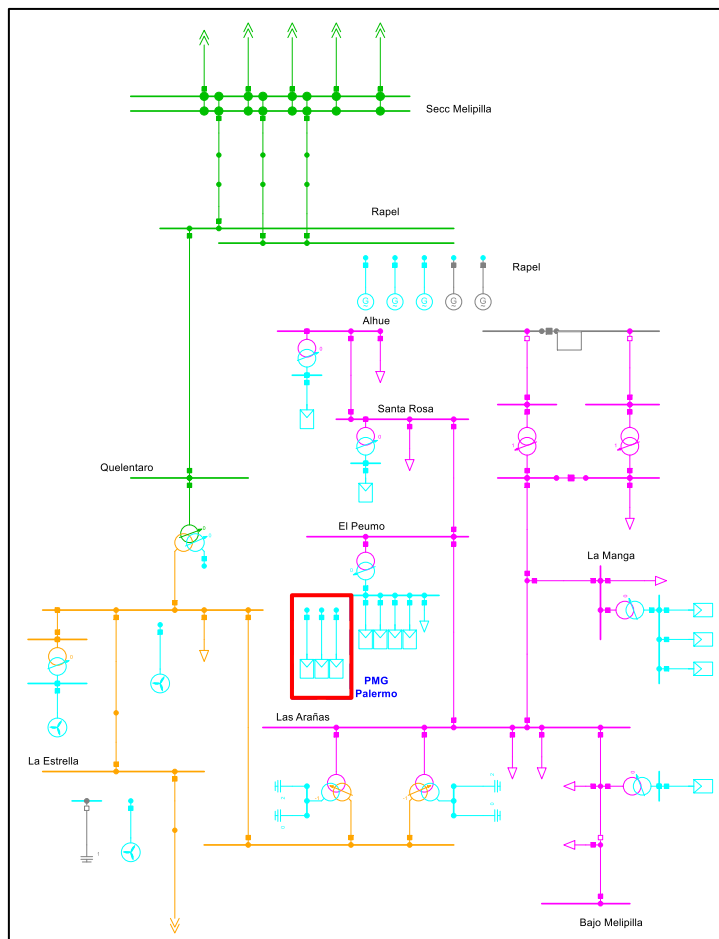 Secc Melipilla
Rapel
Rapel
G
G
G
G
G
Alhue
Santa Rosa
Quelentaro
El Peumo
La Manga
PMG
Palermo
Las Arañas
La Estrella
Bajo Melipilla